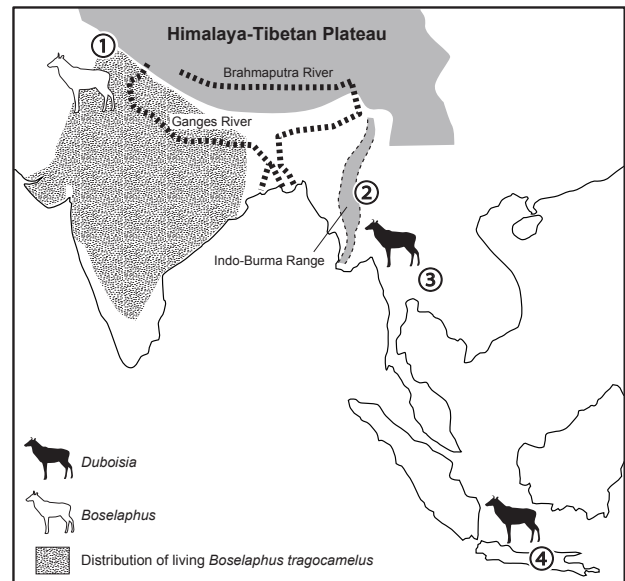 Himalaya-Tibetan Plateau
①
Brahmaputra River
Ganges River
②
Indo-Burma Range
③
Duboisia
Boselaphus
④
Distribution of living Boselaphus tragocamelus